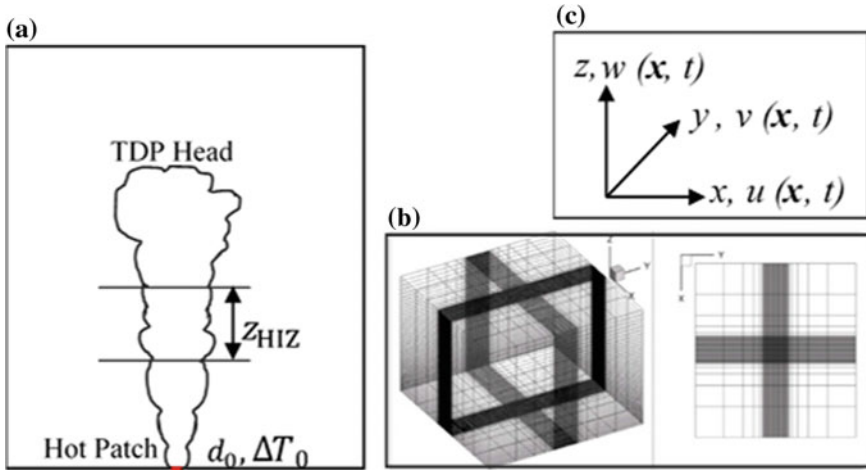 (a)
TDP Head
z_HIZ
Hot Patch
d_0, ΔT_0
(c)
z, w (x, t)
y, v (x, t)
x, u (x, t)
(b)
Z
Y
X
Y
X